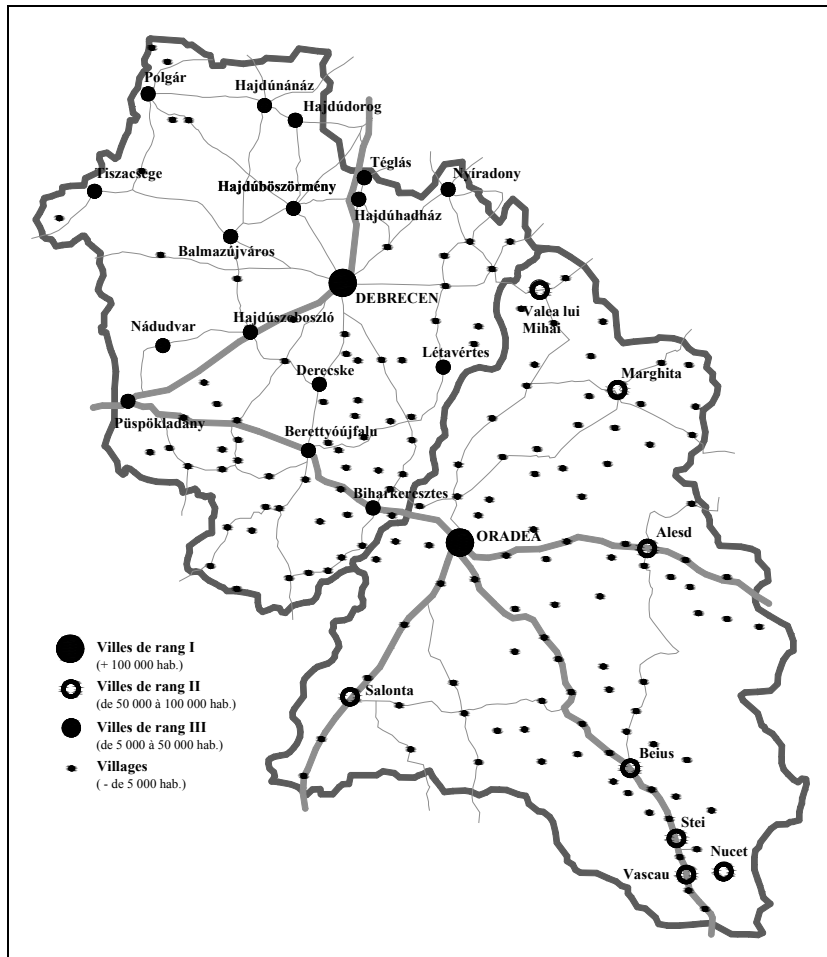 Polgár
Hajdúnánáz
Hajdúdorog
Tiszacsege
Téglás
Nyíradony
Hajdúböszörmény
Hajdúhadház
Balmazújváros
DEBRECEN
Valea lui
Mihai
Nádudvar
Hajdúszoboszló
Létavértes
Derecske
Marghita
Püspökladány
Berettyóújfalu
Biharkeresztes
ORADEA
Alesd
Villes de rang I
(+ 100 000 hab.)
Villes de rang II
(de 50 000 à 100 000 hab.)
Villes de rang III
(de 5 000 à 50 000 hab.)
Villages
( - de 5 000 hab.)
Salonta
Beius
Stei
Nucet
Vascau